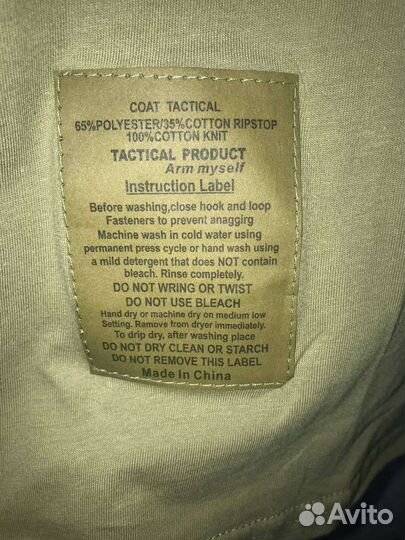 COAT TACTICAL
65%POLYESTER/35%COTTON RIPSTOP
100%COTTON KNIT
TACTICAL PRODUCT
Arm myself
Instruction Label
Before washing,close hook and loop
Fasteners to prevent anaggirg
Machine wash in cold water using
permanent press cycle or hand wash using
a mild detergent that does NOT contain
bleach. Rinse completely.
DO NOT WRING OR TWIST
DO NOT USE BLEACH
Hand dry or machine dry on medium low
Setting. Remove from dryer immediately.
To drip dry, after washing place
DO NOT DRY CLEAN OR STARCH
DO NOT REMOVE THIS LABEL
Made in China
Avito